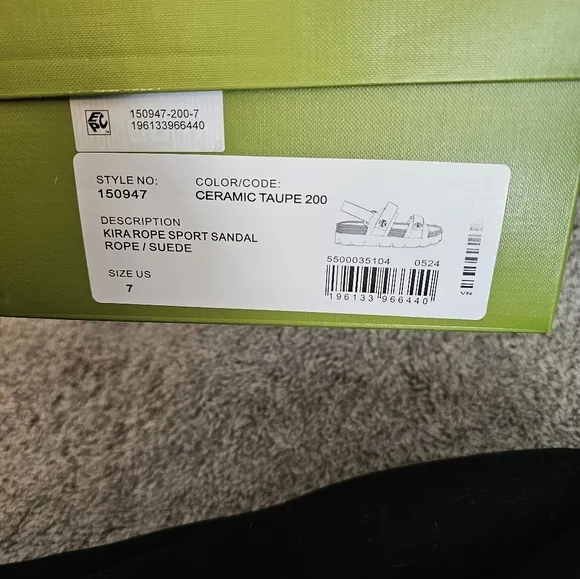 EPC
150947-200-7
196133966440
STYLE NO:
150947
COLOR/CODE:
CERAMIC TAUPE 200
DESCRIPTION
KIRA ROPE SPORT SANDAL
ROPE / SUEDE
SIZE US
7
5500035104 0524
196133 966440